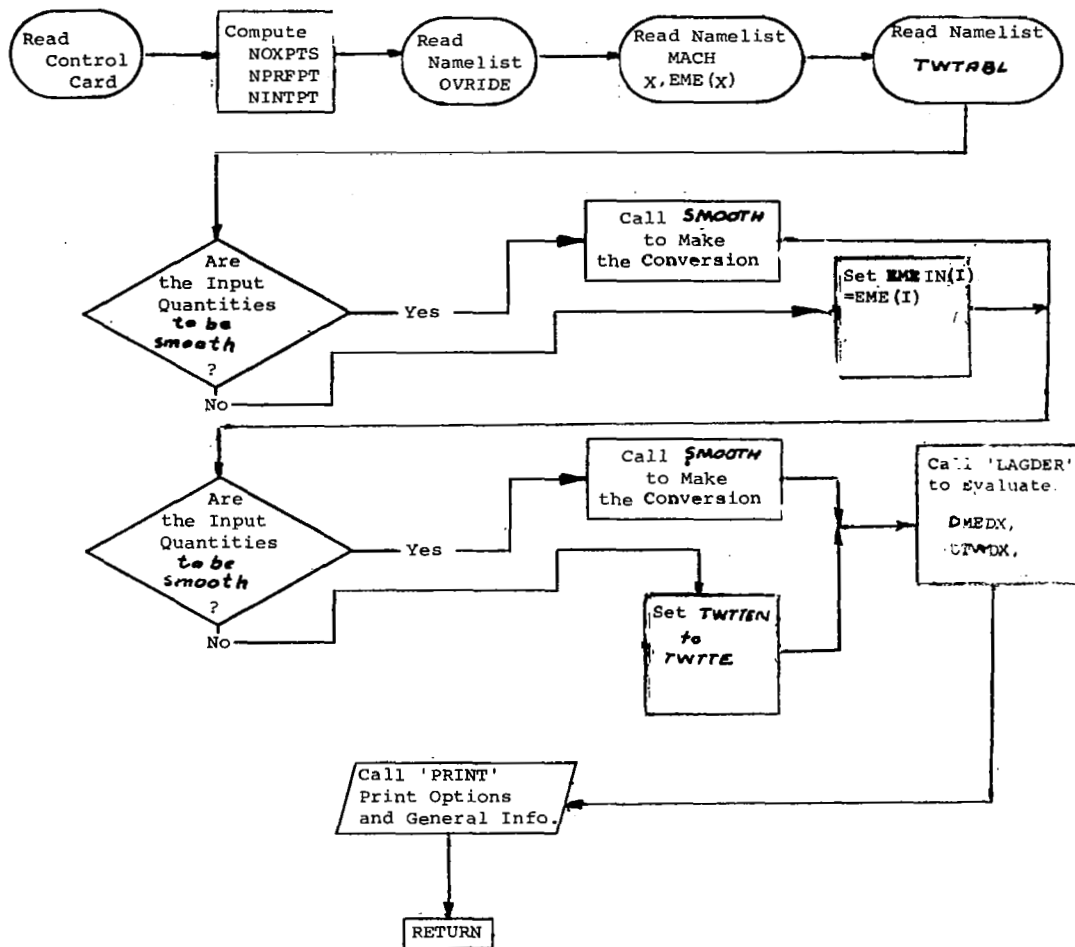 Read
Control
Card
Compute
NOXPTS
NPRFPT
NINTPT
Read
Namelist
OVRIDE
Read Namelist
MACH
X,EME(X)
Read Namelist
TWTABL
Are
the Input
Quantities
to be
smooth
?
Yes
No
Call SMOOTH
to Make
the Conversion
Set EMEIN(I)
=EME(I)
Are
the Input
Quantities
to be
smooth
?
Yes
No
Call SMOOTH
to Make
the Conversion
Set TWTTEN
to
TWTTE
Call 'LAGDER'
to Evaluate.
DMEDX,
Call 'PRINT'
Print Options
and General Info.
RETURN